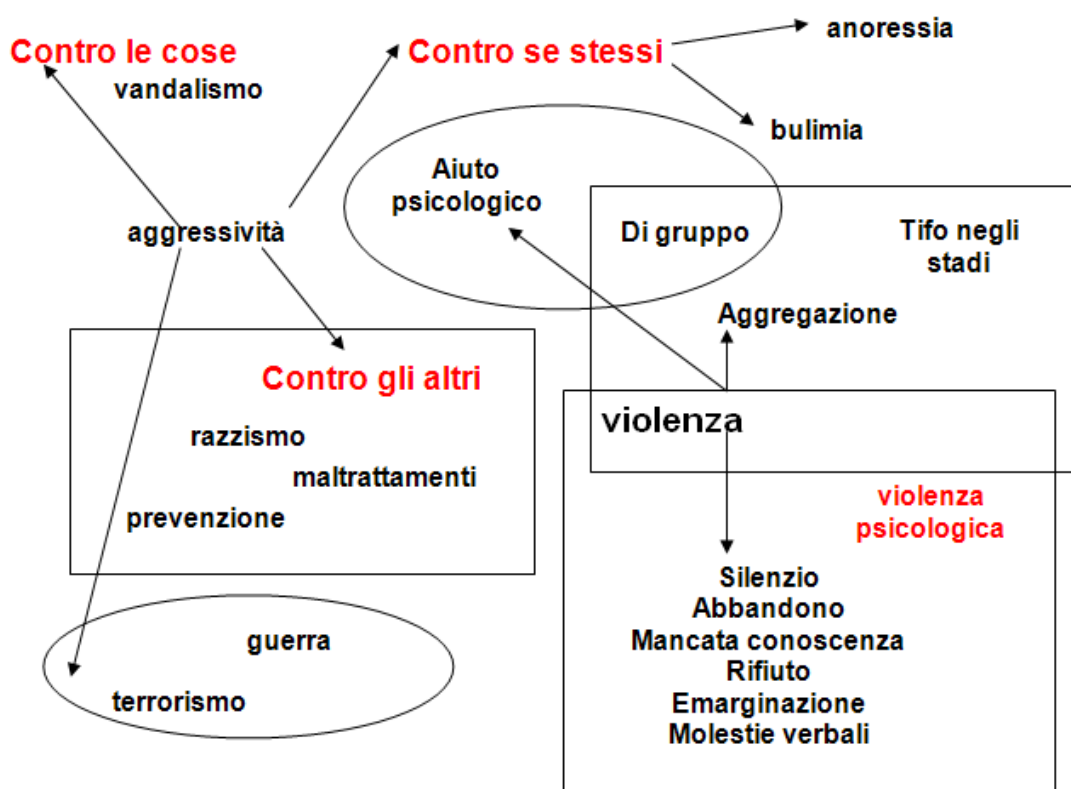 anoressia
Contro le cose
Contro se stessi
vandalismo
bulimia
Aiuto
psicologico
aggressività
Di gruppo
Tifo negli
stadi
Aggregazione
Contro gli altri
violenza
razzismo
maltrattamenti
prevenzione
violenza
psicologica
Silenzio
Abbandono
Mancata conoscenza
Rifiuto
Emarginazione
Molestie verbali
guerra
terrorismo